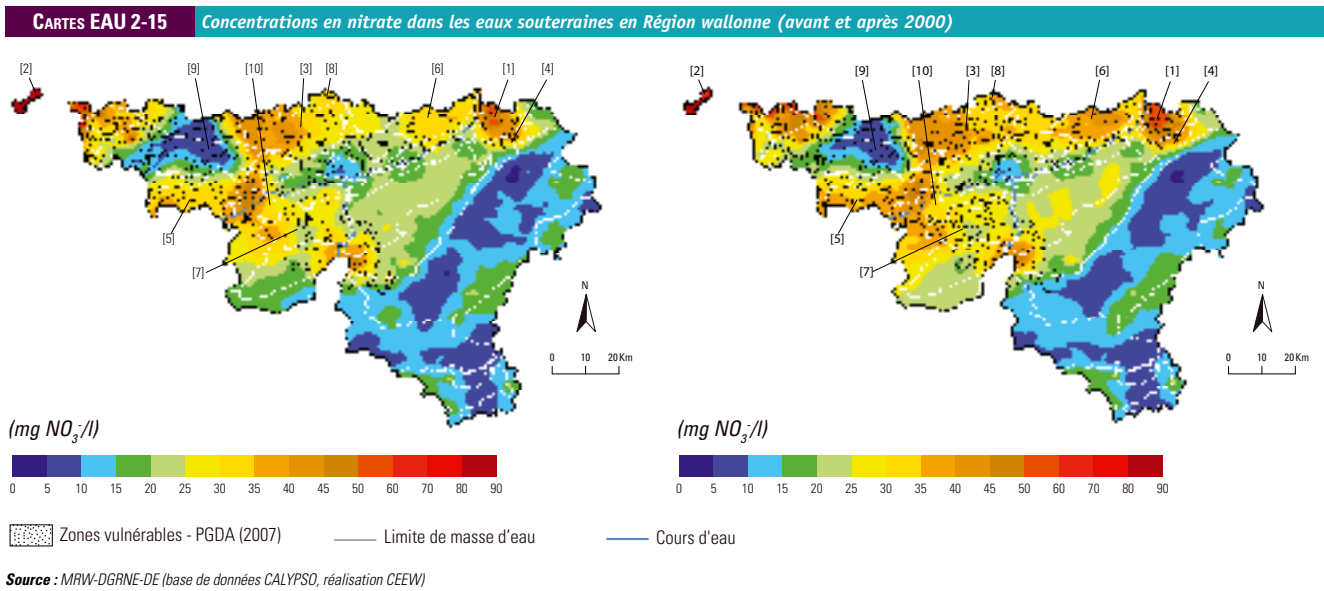 CARTES EAU 2-15 Concentrations en nitrate dans les eaux souterraines en Région wallonne (avant et après 2000)
[2] [9] [10] [3] [8] [6] [1] [4]
[5]
[7]
N
0 10 20 Km
(mg NO3-/l)
0 5 10 15 20 25 30 35 40 45 50 60 70 80 90
[2] [9] [10] [3] [8] [6] [1] [4]
[5]
[7]
N
0 10 20 Km
(mg NO3-/l)
0 5 10 15 20 25 30 35 40 45 50 60 70 80 90
Zones vulnérables - PGDA (2007) Limite de masse d'eau Cours d'eau
Source : MRW-DGRNE-DE (base de données CALYPSO, réalisation CEEW)